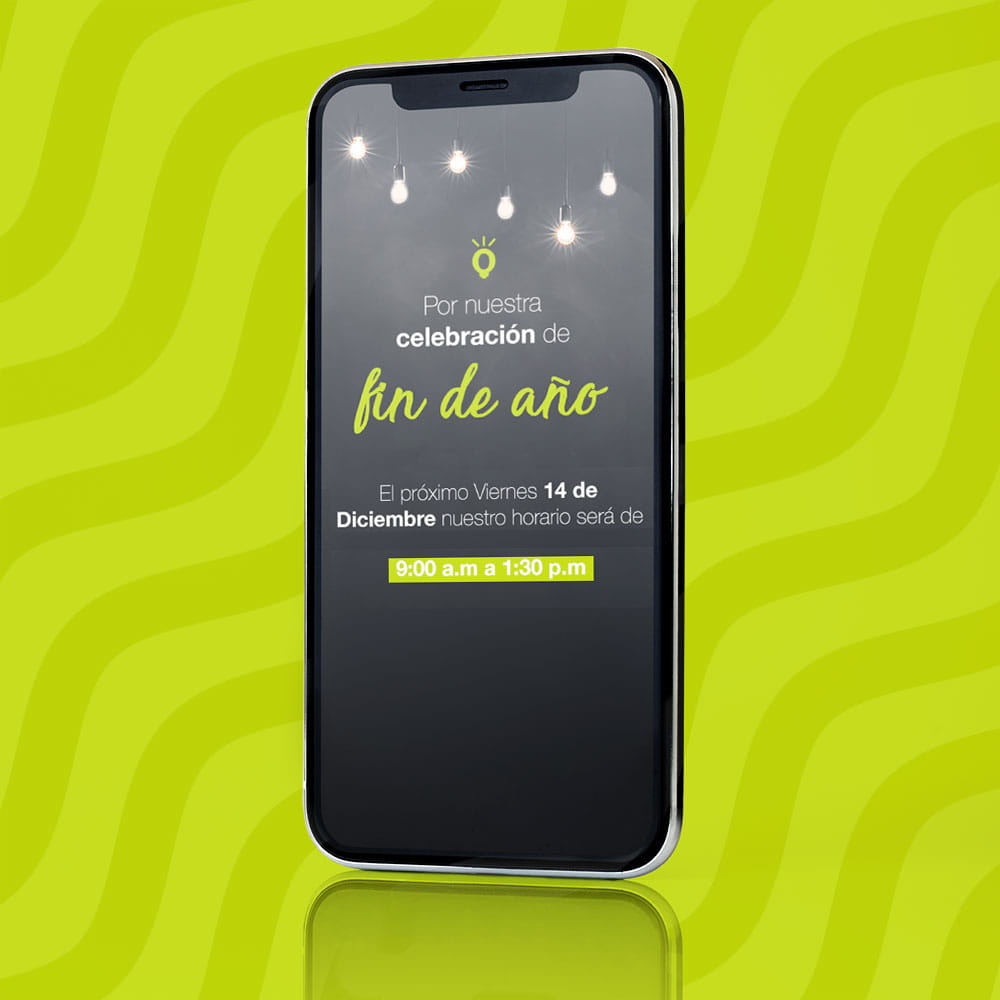 Por nuestra
celebración de
fin de año
El próximo Viernes 14 de
Diciembre nuestro horario será de
9:00 a.m a 1:30 p.m